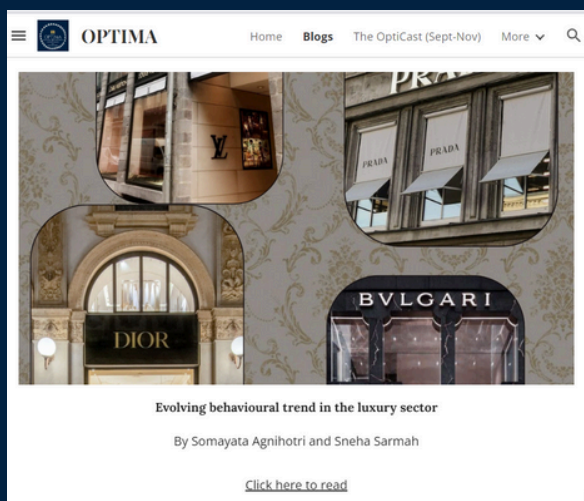 OPTIMA
Home Blogs The OptiCast (Sept-Nov) More
LV
PRADA
PRADA
PRADA
DIOR
BVLGARI
Evolving behavioural trend in the luxury sector
By Somayata Agnihotri and Sneha Sarmah
Click here to read